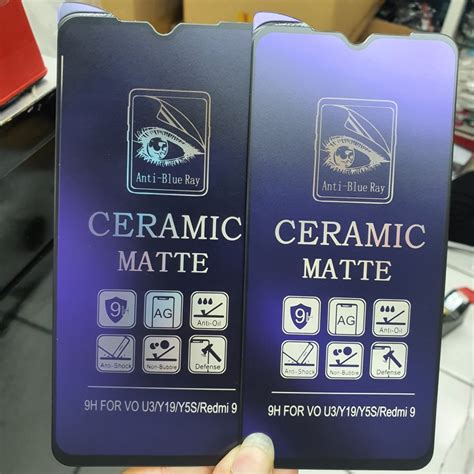 Anti-Blue Ray
CERAMIC
MATTE
9H
AG
Anti-Oil
Anti-Shock
Non-Bubble
Defense
9H FOR VO U3/Y19/Y5S/Redmi 9
Anti-Blue Ray
CERAMIC
MATTE
9H
AG
Anti-Oil
Anti-Shock
Non-Bubble
Defense
9H FOR VO U3/Y19/Y5S/Redmi 9